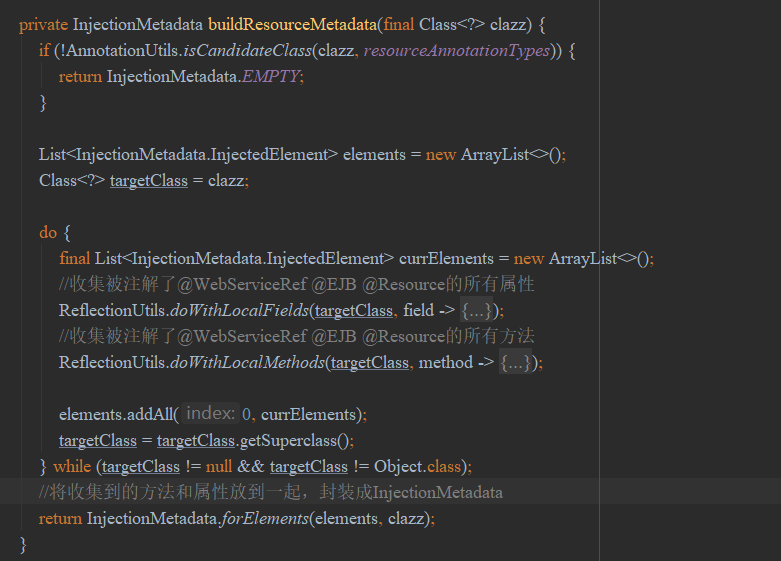 private InjectionMetadata buildResourceMetadata(final Class<?> clazz) {
if (!AnnotationUtils.isCandidateClass(clazz, resourceAnnotationTypes)) {
return InjectionMetadata.EMPTY;
}
List<InjectionMetadata.InjectedElement> elements = new ArrayList<>();
Class<?> targetClass = clazz;
do {
final List<InjectionMetadata.InjectedElement> currElements = new ArrayList<>();
//收集被注解了@WebServiceRef @EJB @Resource的所有属性
ReflectionUtils.doWithLocalFields(targetClass, field -> {...});
//收集被注解了@WebServiceRef @EJB @Resource的所有方法
ReflectionUtils.doWithLocalMethods(targetClass, method -> {...});
elements.addAll( index: 0, currElements);
targetClass = targetClass.getSuperclass();
} while (targetClass != null && targetClass != Object.class);
//将收集到的方法和属性放到一起，封装成InjectionMetadata
return InjectionMetadata.forElements(elements, clazz);
}